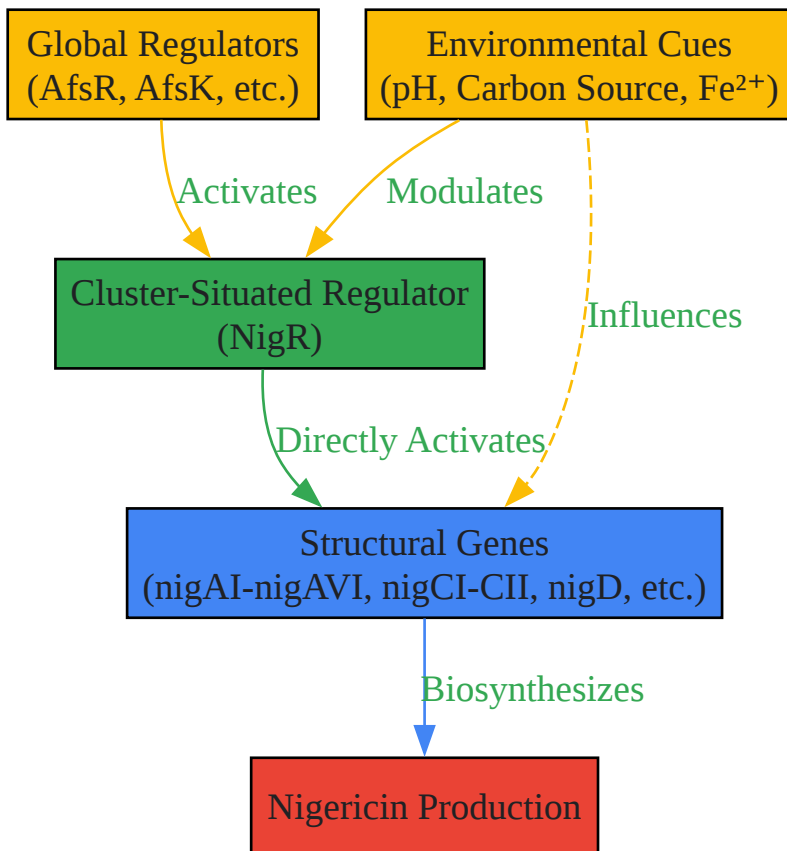 Global Regulators
(AfsR, AfsK, etc.)
Environmental Cues
(pH, Carbon Source, Fe²⁺)
Activates
Modulates
Cluster-Situated Regulator
(NigR)
Influences
Directly Activates
Structural Genes
(nigAI-nigAVI, nigCI-CII, nigD, etc.)
Biosynthesizes
Nigericin Production